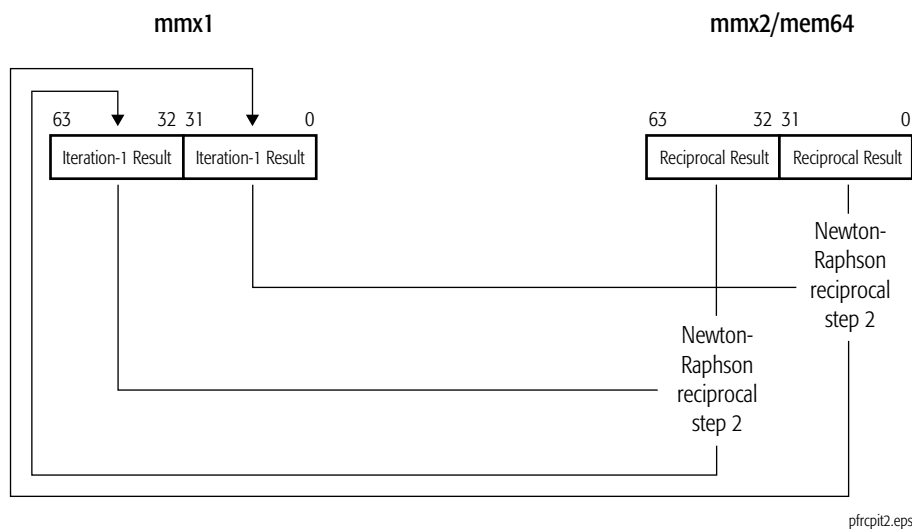 mmx1 mmx2/mem64
63 32 31 0 63 32 31 0
Iteration-1 Result Iteration-1 Result Reciprocal Result Reciprocal Result
Newton-
Raphson
reciprocal
step 2
Newton-
Raphson
reciprocal
step 2
pfrcpit2.eps